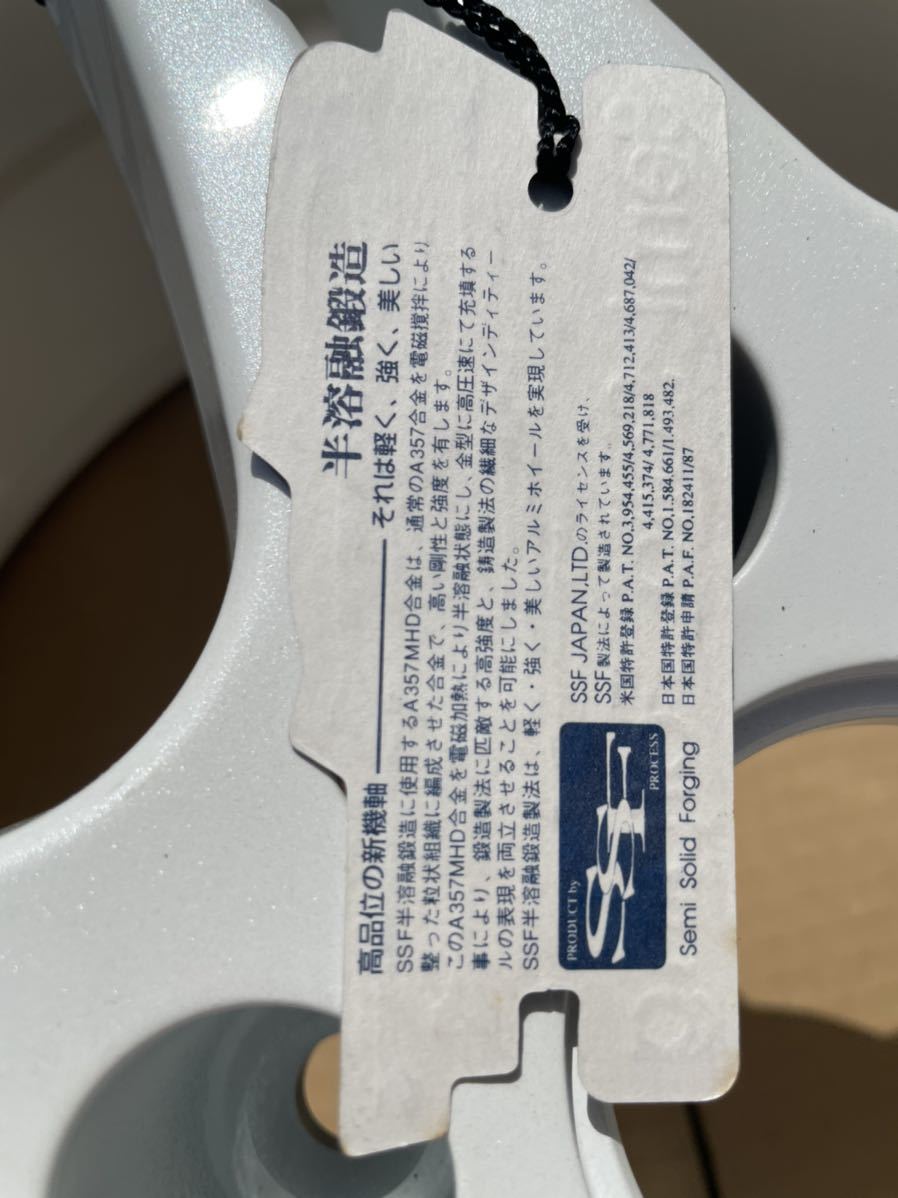 高品位の新機軸
半溶融鍛造
それは軽く、強く、美しい
SSF半溶融鍛造に使用するA357MHD合金は、通常のA357合金を電磁撹拌により
整った粒状組織に編成させた合金で、高い剛性と強度を有します。
このA357MHD合金を電磁加熱により半溶融状態にし、金型に高圧速にて充填する
事により、鍛造製法に匹敵する高強度と、鋳造製法の繊細なデザインディティー
ルの表現を両立させることを可能にしました。
SSF半溶融鍛造製法は、軽く・強く・美しいアルミホイールを実現しています。
PRODUCT by
SSF
PROCESS
Semi Solid Forging
SSF JAPAN,LTD.のライセンスを受け、
SSF製法によって製造されています。
米国特許登録 P.A.T. NO.3,954,455/4,569,218/4,712,413/4,687,042/
4,415,374/ 4,771,818
日本国特許登録 P.A.T. NO.1,584,661/1,493,482.
日本国特許申請 P.A.F. NO.182411/87